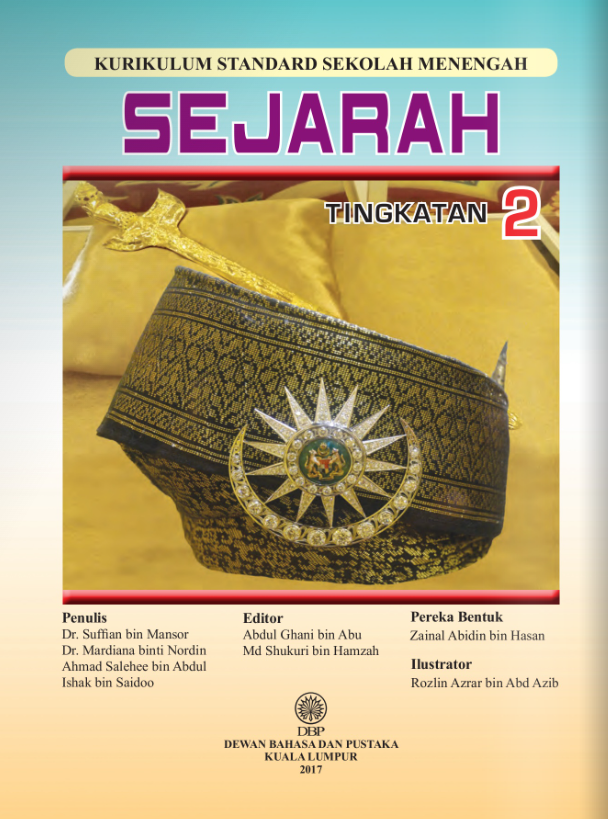 KURIKULUM STANDARD SEKOLAH MENENGAH
SEJARAH
TINGKATAN 2
Penulis
Dr. Suffian bin Mansor
Dr. Mardiana binti Nordin
Ahmad Salehee bin Abdul
Ishak bin Saidoo
Editor
Abdul Ghani bin Abu
Md Shukuri bin Hamzah
Pereka Bentuk
Zainal Abidin bin Hasan
Ilustrator
Rozlin Azrar bin Abd Azib
DBP
DEWAN BAHASA DAN PUSTAKA
KUALA LUMPUR
2017